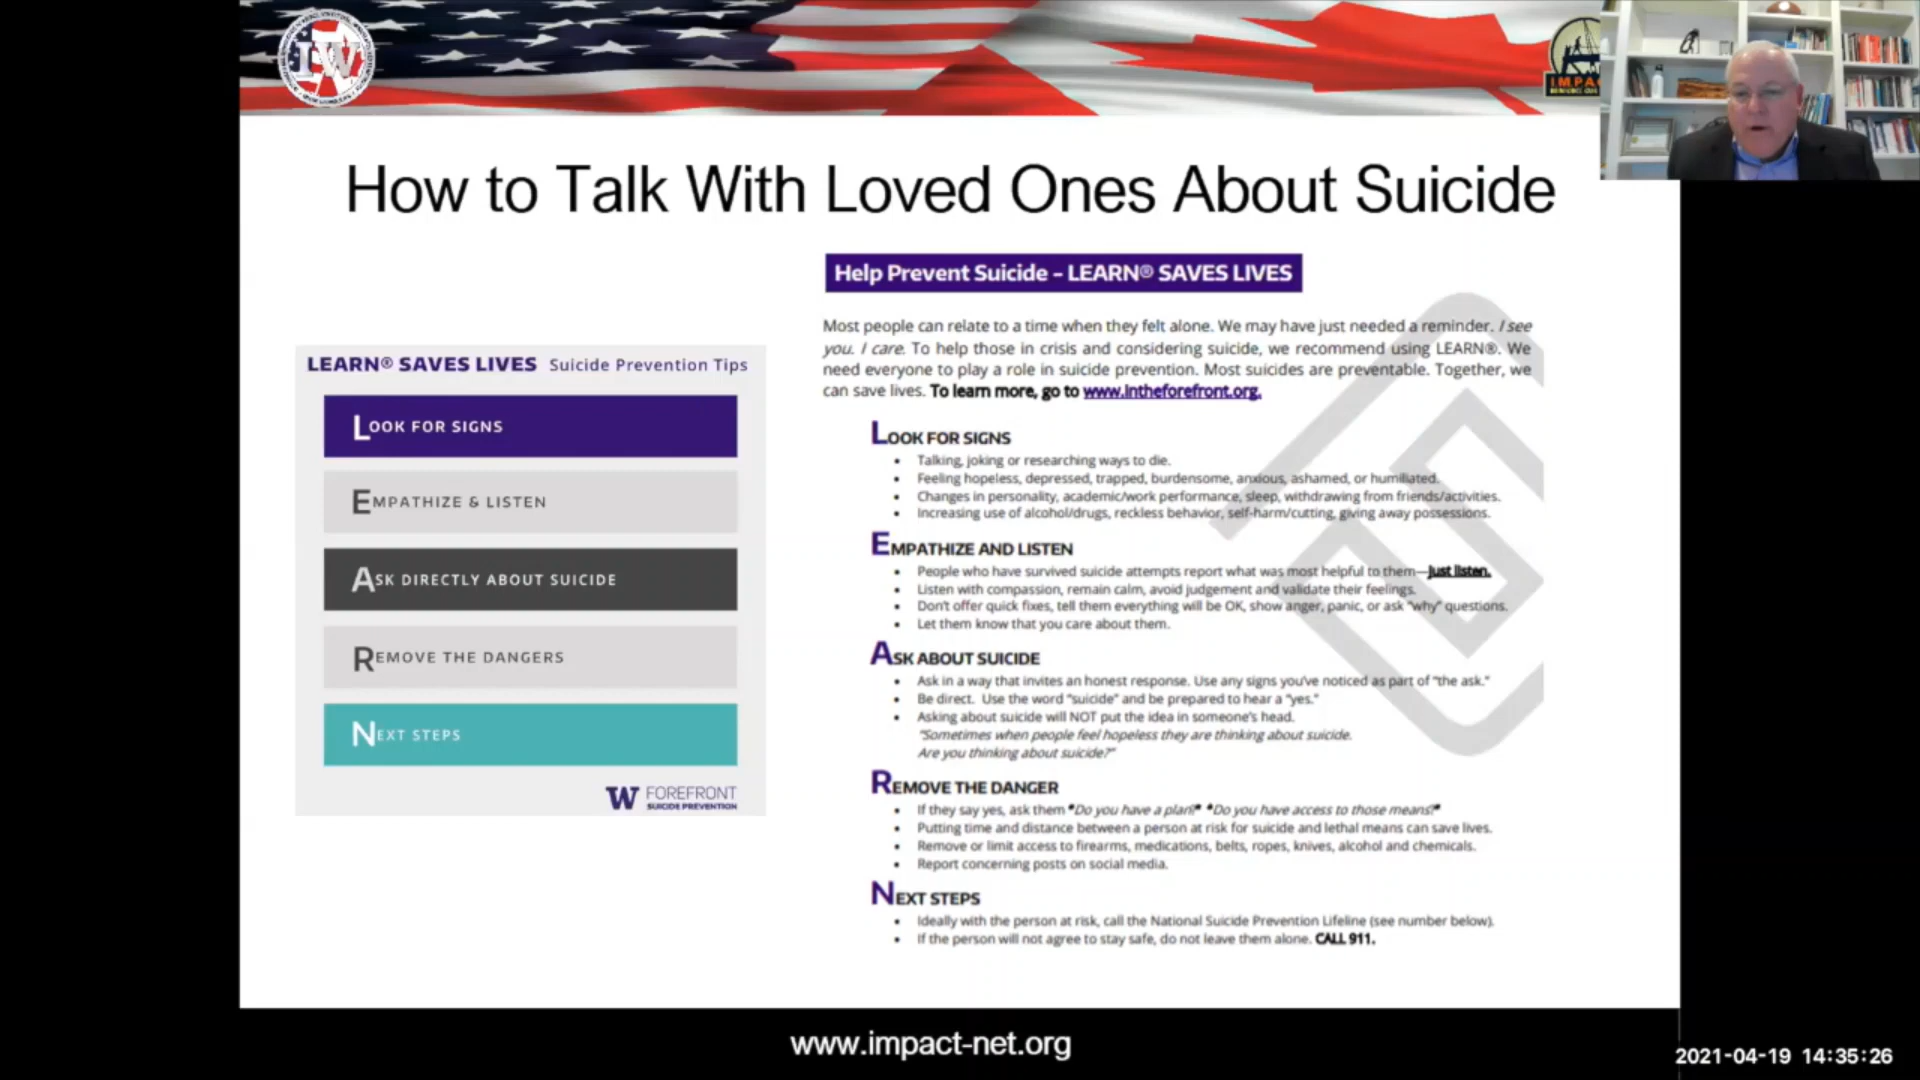 IW
IMPA
How to Talk With Loved Ones About Suicide
LEARN® SAVES LIVES Suicide Prevention Tips
LOOK FOR SIGNS
EMPATHIZE & LISTEN
ASK DIRECTLY ABOUT SUICIDE
REMOVE THE DANGERS
NEXT STEPS
W FOREFRONT
SUICIDE PREVENTION
Help Prevent Suicide – LEARN® SAVES LIVES
Most people can relate to a time when they felt alone. We may have just needed a reminder. I see
you. I care. To help those in crisis and considering suicide, we recommend using LEARN®. We
need everyone to play a role in suicide prevention. Most suicides are preventable. Together, we
can save lives. To learn more, go to www.intheforefront.org.
LOOK FOR SIGNS
• Talking, joking or researching ways to die.
• Feeling hopeless, depressed, trapped, burdensome, anxious, ashamed, or humiliated.
• Changes in personality, academic/work performance, sleep, withdrawing from friends/activities.
• Increasing use of alcohol/drugs, reckless behavior, self-harm/cutting, giving away possessions.
EMPATHIZE AND LISTEN
• People who have survived suicide attempts report what was most helpful to them—just listen.
• Listen with compassion, remain calm, avoid judgement and validate their feelings.
• Don't offer quick fixes, tell them everything will be OK, show anger, panic, or ask "why" questions.
• Let them know that you care about them.
ASK ABOUT SUICIDE
• Ask in a way that invites an honest response. Use any signs you've noticed as part of "the ask."
• Be direct. Use the word "suicide" and be prepared to hear a "yes."
• Asking about suicide will NOT put the idea in someone's head.
"Sometimes when people feel hopeless they are thinking about suicide.
Are you thinking about suicide?"
REMOVE THE DANGER
• If they say yes, ask them "Do you have a plan?" "Do you have access to those means?"
• Putting time and distance between a person at risk for suicide and lethal means can save lives.
• Remove or limit access to firearms, medications, belts, ropes, knives, alcohol and chemicals.
• Report concerning posts on social media.
NEXT STEPS
• Ideally with the person at risk, call the National Suicide Prevention Lifeline (see number below).
• If the person will not agree to stay safe, do not leave them alone. CALL 911.
www.impact-net.org
2021-04-19 14:35:26